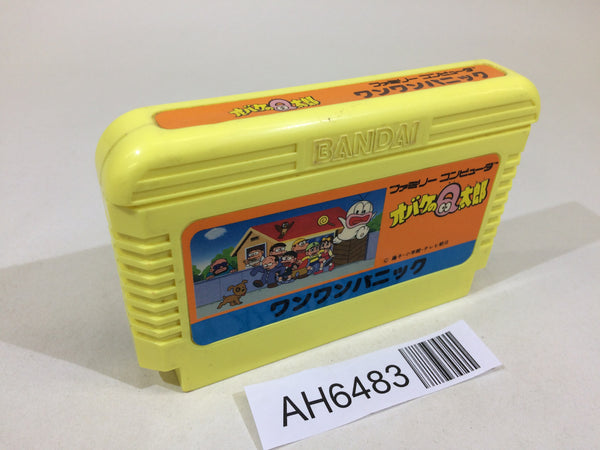 オバケのQ太郎
ファミリー コンピュータ
ワンワンパニック
BANDAI
ファミリー コンピュータ
オバケのQ太郎
ワンワンパニック
AH6483